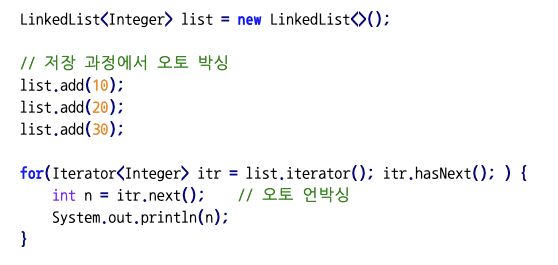 LinkedList<Integer> list = new LinkedList<>();
// 저장 과정에서 오토 박싱
list.add(10);
list.add(20);
list.add(30);
for(Iterator<Integer> itr = list.iterator(); itr.hasNext(); ) {
int n = itr.next(); // 오토 언박싱
System.out.println(n);
}